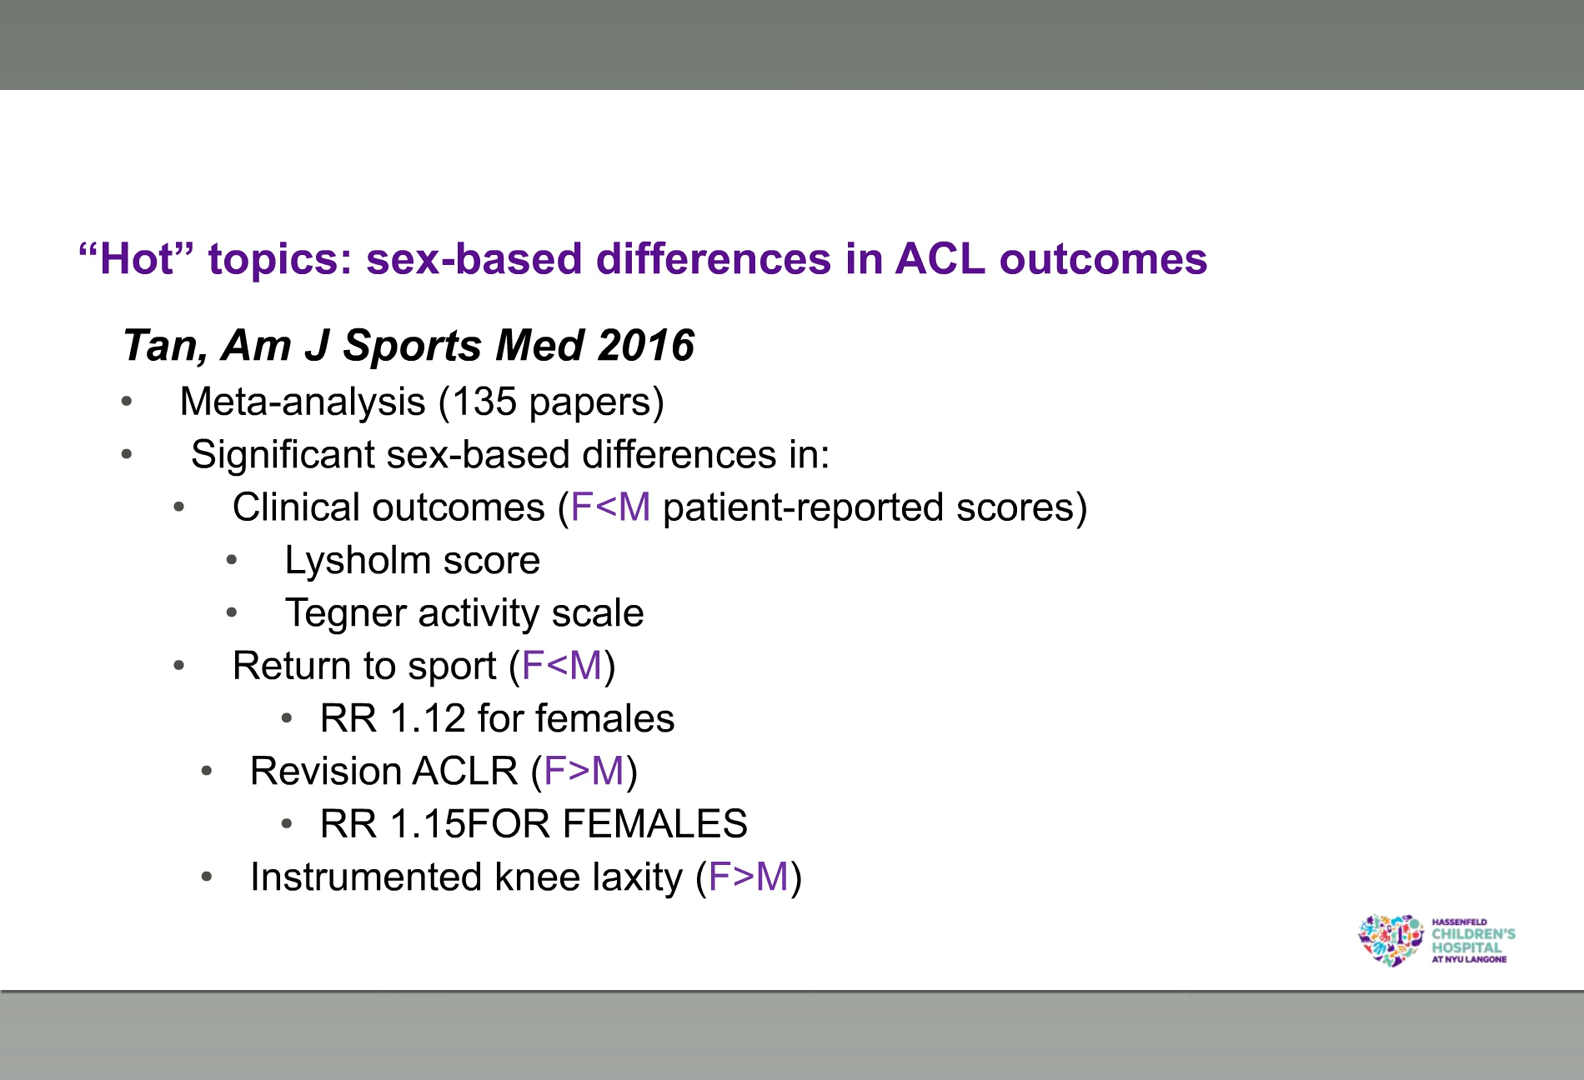 “Hot” topics: sex-based differences in ACL outcomes
Tan, Am J Sports Med 2016
• Meta-analysis (135 papers)
• Significant sex-based differences in:
• Clinical outcomes (F<M patient-reported scores)
• Lysholm score
• Tegner activity scale
• Return to sport (F<M)
• RR 1.12 for females
• Revision ACLR (F>M)
• RR 1.15FOR FEMALES
• Instrumented knee laxity (F>M)
HASSENFELD
CHILDREN'S
HOSPITAL
AT NYU LANGONE